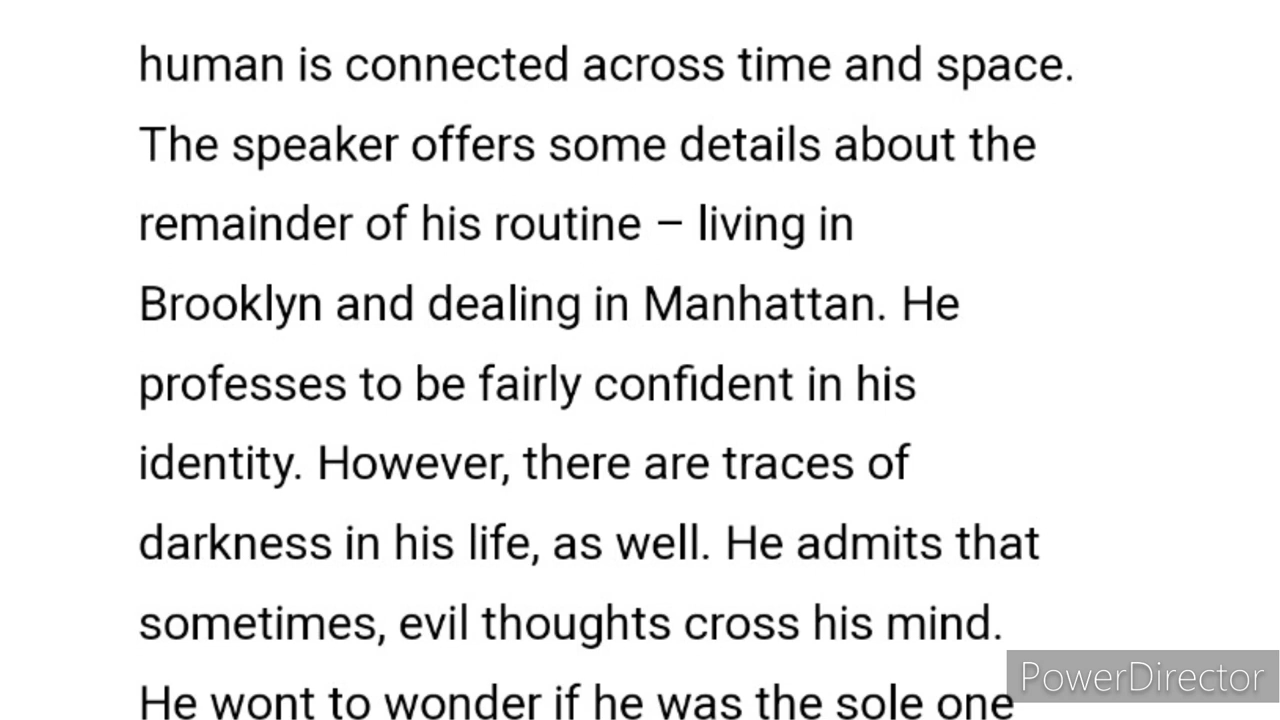 human is connected across time and space.
The speaker offers some details about the
remainder of his routine – living in
Brooklyn and dealing in Manhattan. He
professes to be fairly confident in his
identity. However, there are traces of
darkness in his life, as well. He admits that
sometimes, evil thoughts cross his mind.
He wont to wonder if he was the sole one
PowerDirector